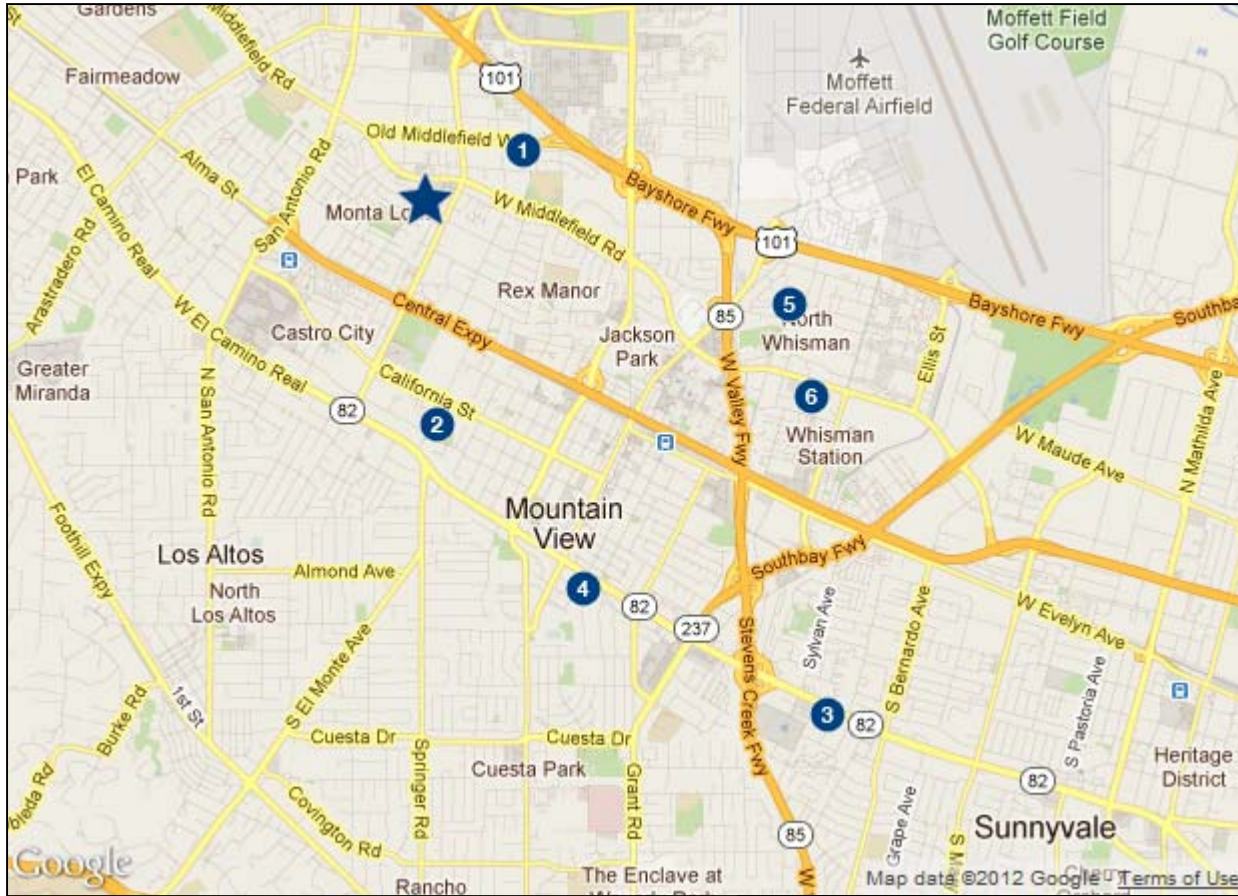 Gardens
Middlefield Rd
Moffett Field
Golf Course
Fairmeadow
101
Moffett
Federal Airfield
Old Middlefield W
1
Park
Alma St
San Antonio Rd
Monta Lo
El Camino Real
W Middlefield Rd
Bayshore Fwy
101
Arastradero Rd
Rex Manor
5
North
Whisman
Bayshore Fwy
Southbay
85
W El Camino Real
Castro City
Central Expy
Jackson
Park
Ellis St
Greater
Miranda
N San Antonio Rd
California St
W Valley Fwy
6
82
2
Whisman
Station
W Maude Ave
N Mathilda Ave
Mountain
View
Foothill Expy
Los Altos
Almond Ave
Southbay Fwy
North
Los Altos
4
82
237
Sylvan Ave
S Bernardo Ave
W Evelyn Ave
Stevens Creek Fwy
S El Monte Ave
1st St
Burke Rd
3
82
S Pastoria Ave
Cuesta Dr
Cuesta Dr
Springer Rd
Cuesta Park
Grant Rd
Heritage
District
82
bleda Rd
Covington Rd
85
Grape Ave
Sunnyvale
S M
Google
Rancho
The Enclave at
W
Map data ©2012 Google - Terms of Use